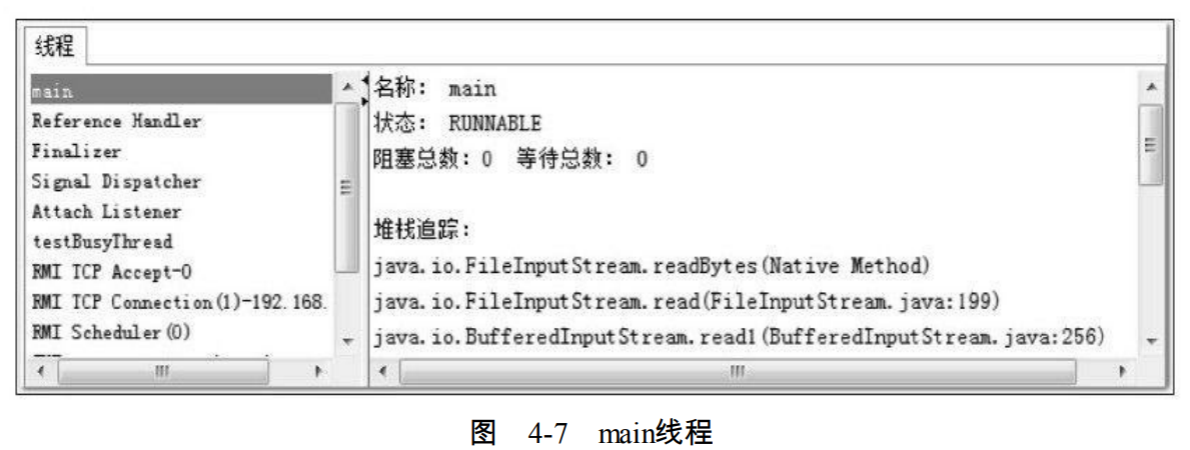 线程
main
Reference Handler
Finalizer
Signal Dispatcher
Attach Listener
testBusyThread
RMI TCP Accept-0
RMI TCP Connection(1)-192.168.
RMI Scheduler(0)
名称： main
状态： RUNNABLE
阻塞总数：0 等待总数： 0
堆栈追踪：
java.io.FileInputStream.readBytes(Native Method)
java.io.FileInputStream.read(FileInputStream.java:199)
java.io.BufferedInputStream.read1(BufferedInputStream.java:256)
图 4-7 main线程